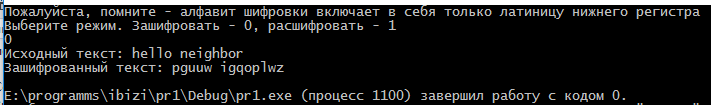 Пожалуйста, помните - алфавит шифровки включает в себя только латиницу нижнего регистра
Выберите режим. Зашифровать - 0, расшифровать - 1
0
Исходный текст: hello neighbor
Зашифрованный текст: pguuw igqoplwz
E:\programms\ibizi\pr1\Debug\pr1.exe (процесс 1100) завершил работу с кодом 0.